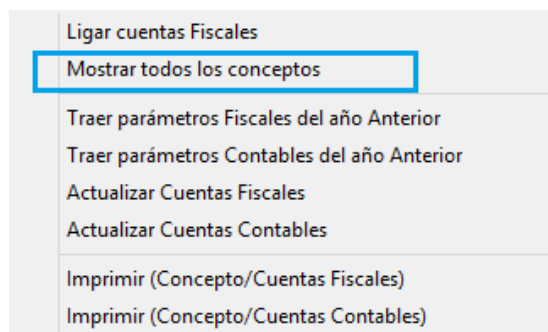 Ligar cuentas Fiscales
Mostrar todos los conceptos
Traer parámetros Fiscales del año Anterior
Traer parámetros Contables del año Anterior
Actualizar Cuentas Fiscales
Actualizar Cuentas Contables
Imprimir (Concepto/Cuentas Fiscales)
Imprimir (Concepto/Cuentas Contables)